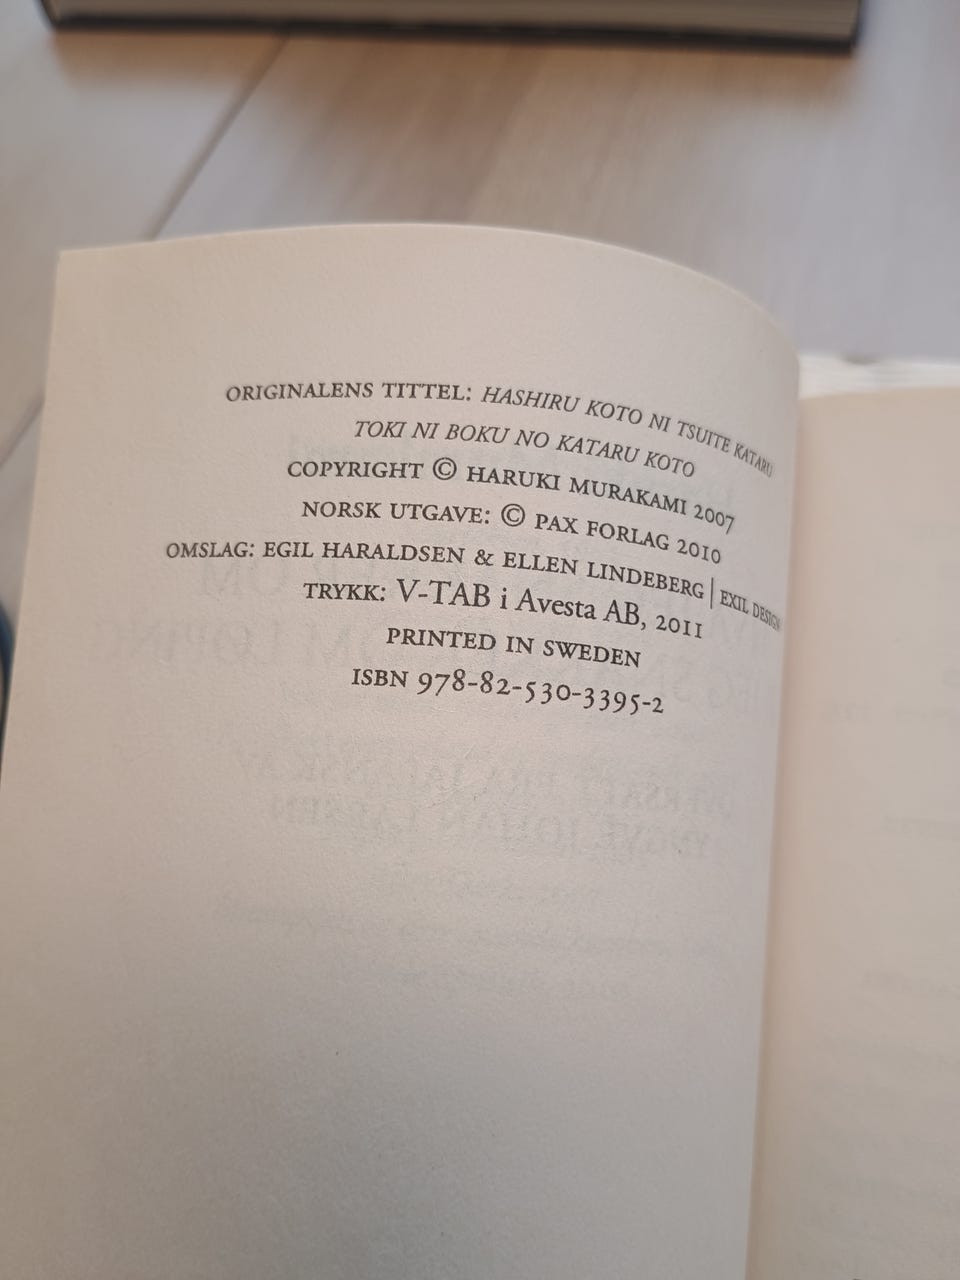 ORIGINALENS TITTEL: HASHIRU KOTO NI TSUITE KATARU
TOKI NI BOKU NO KATARU KOTO
COPYRIGHT © HARUKI MURAKAMI 2007
NORSK UTGAVE: © PAX FORLAG 2010
OMSLAG: EGIL HARALDSEN & ELLEN LINDEBERG | EXIL DESIGN
TRYKK: V-TAB i Avesta AB, 2011
PRINTED IN SWEDEN
ISBN 978-82-530-3395-2